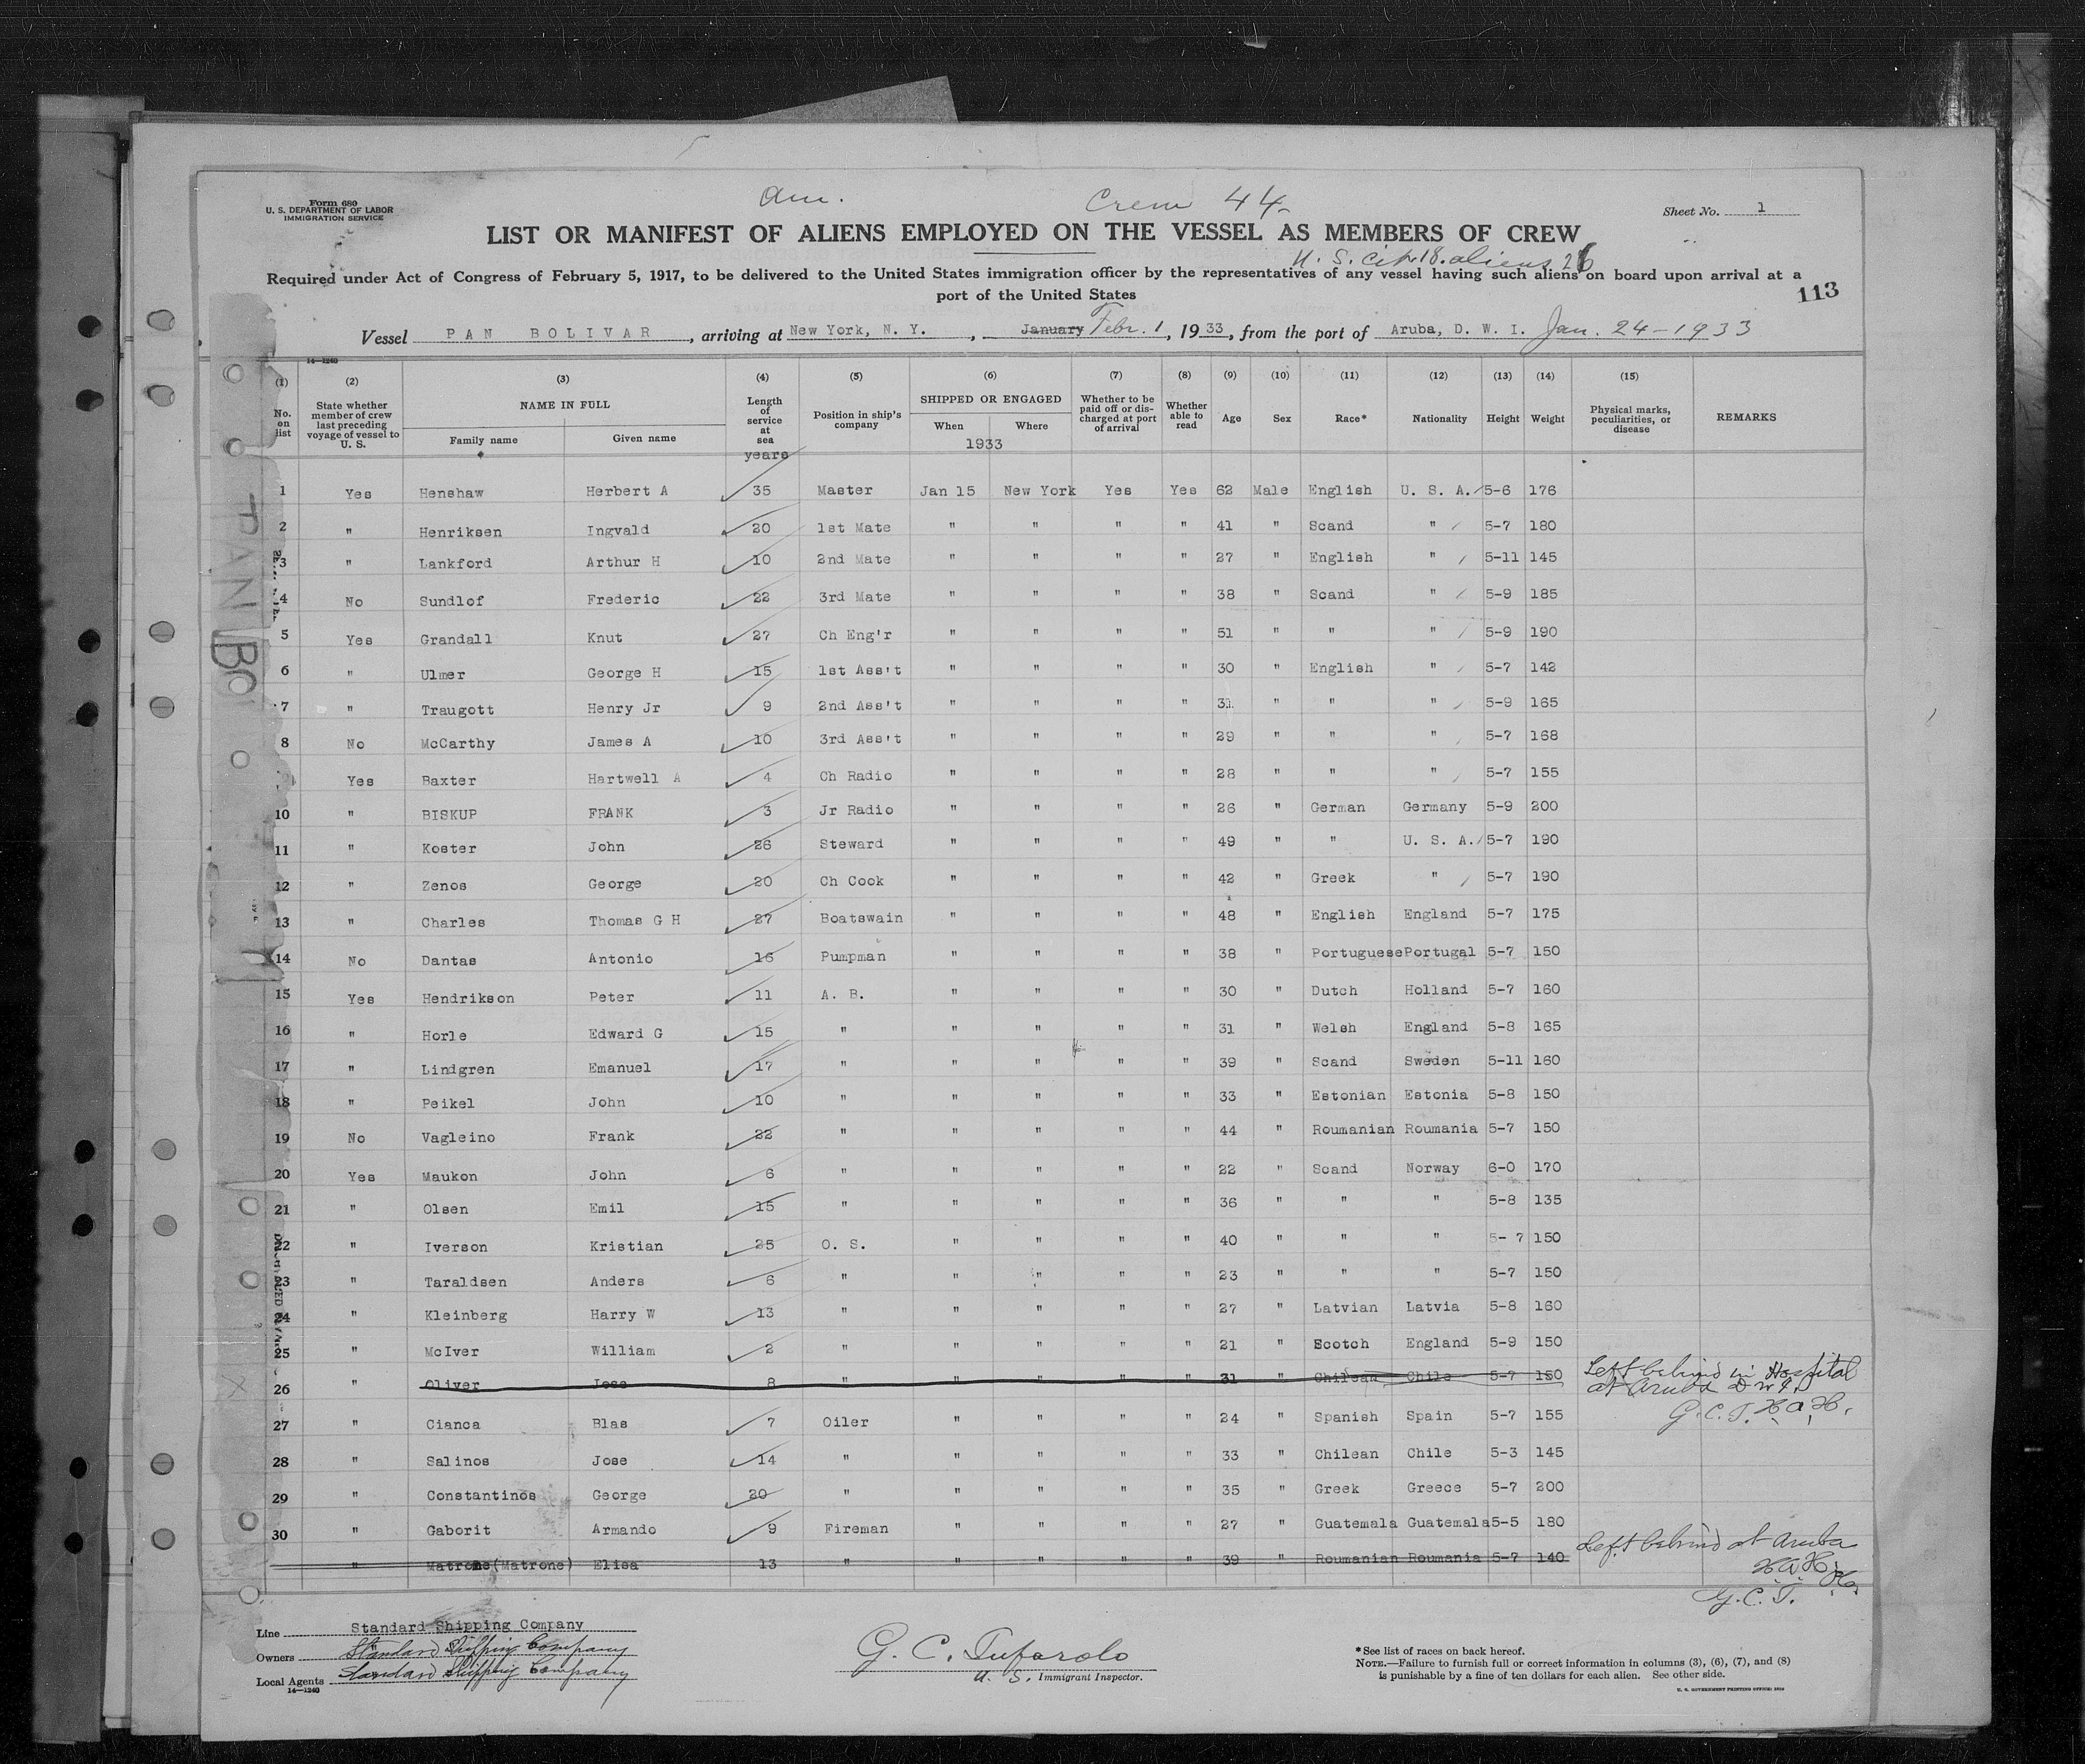 Form 680
U. S. DEPARTMENT OF LABOR
IMMIGRATION SERVICE
Am.
Crew 44
Sheet No. 1
LIST OR MANIFEST OF ALIENS EMPLOYED ON THE VESSEL AS MEMBERS OF CREW
U. S. cit. 18. aliens 26
Required under Act of Congress of February 5, 1917, to be delivered to the United States immigration officer by the representatives of any vessel having such aliens on board upon arrival at a
port of the United States
113
Vessel PAN BOLIVAR, arriving at New York, N. Y., January Febr. 1, 1933, from the port of Aruba, D. W. I. Jan. 24-1933
14—1240
(1) (2) (3) (4) (5) (6) (7) (8) (9) (10) (11) (12) (13) (14) (15)
No. on list State whether member of crew last preceding voyage of vessel to U. S. NAME IN FULL Family name Given name Length of service at sea years Position in ship's company SHIPPED OR ENGAGED When Where 1933 Whether to be paid off or discharged at port of arrival Whether able to read Age Sex Race* Nationality Height Weight Physical marks, peculiarities, or disease REMARKS
1 Yes Henshaw Herbert A 35 Master Jan 15 New York Yes Yes 62 Male English U. S. A. 5-6 176
2 " Henriksen Ingvald 20 1st Mate " " " " 41 " Scand " 5-7 180
3 " Lankford Arthur H 10 2nd Mate " " " " 27 " English " 5-11 145
4 No Sundlof Frederic 22 3rd Mate " " " " 38 " Scand " 5-9 185
5 Yes Grandall Knut 27 Ch Eng'r " " " " 51 " " " 5-9 190
6 " Ulmer George H 15 1st Ass't " " " " 30 " English " 5-7 142
7 " Traugott Henry Jr 9 2nd Ass't " " " " 31 " " " 5-9 165
8 No McCarthy James A 10 3rd Ass't " " " " 29 " " " 5-7 168
Yes Baxter Hartwell A 4 Ch Radio " " " " 28 " " " 5-7 155
10 " BISKUP FRANK 3 Jr Radio " " " " 26 " German Germany 5-9 200
11 " Koster John 26 Steward " " " " 49 " " U. S. A. 5-7 190
12 " Zenos George 20 Ch Cook " " " " 42 " Greek " 5-7 190
13 " Charles Thomas G H 27 Boatswain " " " " 48 " English England 5-7 175
14 No Dantas Antonio 16 Pumpman " " " " 38 " Portuguese Portugal 5-7 150
15 Yes Hendrikson Peter 11 A. B. " " " " 30 " Dutch Holland 5-7 160
16 " Horle Edward G 15 " " " " " 31 " Welsh England 5-8 165
17 " Lindgren Emanuel 17 " " " " " 39 " Scand Sweden 5-11 160
18 " Peikel John 10 " " " " " 33 " Estonian Estonia 5-8 150
19 No Vagleino Frank 22 " " " " " 44 " Roumanian Roumania 5-7 150
20 Yes Maukon John 6 " " " " " 22 " Scand Norway 6-0 170
21 " Olsen Emil 15 " " " " " 36 " " " 5-8 135
22 " Iverson Kristian 25 O. S. " " " " 40 " " " 5-7 150
23 " Taraldsen Anders 6 " " " " " 23 " " " 5-7 150
24 " Kleinberg Harry W 13 " " " " " 27 " Latvian Latvia 5-8 160
25 " McIver William 2 " " " " " 21 " Scotch England 5-9 150
26 " Oliver Jose 8 " " " " " 31 " Chilean Chile 5-7 150 Left behind in Hospital
at Aruba D W I.
G. C. T. H. A. H.
27 " Cianca Blas 7 Oiler " " " " 24 " Spanish Spain 5-7 155
28 " Salinos Jose 14 " " " " " 33 " Chilean Chile 5-3 145
29 " Constantinos George 20 " " " " " 35 " Greek Greece 5-7 200
30 " Gaborit Armando 9 Fireman " " " " 27 " Guatemala Guatemala 5-5 180
" Matrone (Matrone) Elisa 13 " " " " " 39 " Roumanian Roumania 5-7 140 Left behind at Aruba
H. A. H.
G. C. T.
PAN BO
Line Standard Shipping Company
Owners Standard Shipping Company
Local Agents Standard Shipping Company
14—1240
G. C. Tufarolo
U. S. Immigrant Inspector.
*See list of races on back hereof.
NOTE.—Failure to furnish full or correct information in columns (3), (6), (7), and (8)
is punishable by a fine of ten dollars for each alien. See other side.
U. S. GOVERNMENT PRINTING OFFICE: